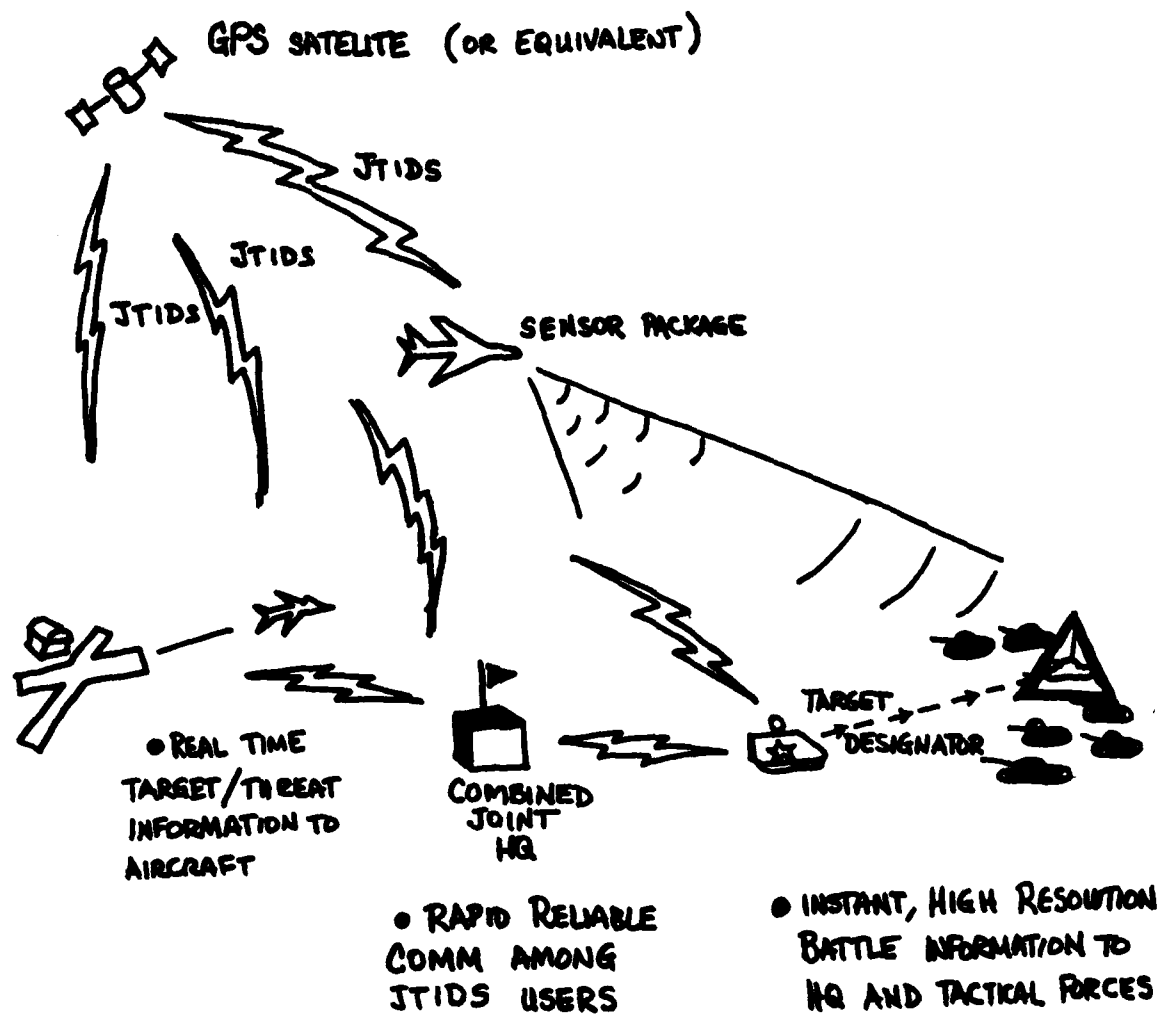 GPS SATELITE (OR EQUIVALENT)
JTIDS
JTIDS
JTIDS
SENSOR PACKAGE
TARGET
DESIGNATOR
• REAL TIME
TARGET/THREAT
INFORMATION TO
AIRCRAFT
COMBINED
JOINT
HQ
• RAPID RELIABLE
COMM AMONG
JTIDS USERS
• INSTANT, HIGH RESOLUTION
BATTLE INFORMATION TO
HQ AND TACTICAL FORCES